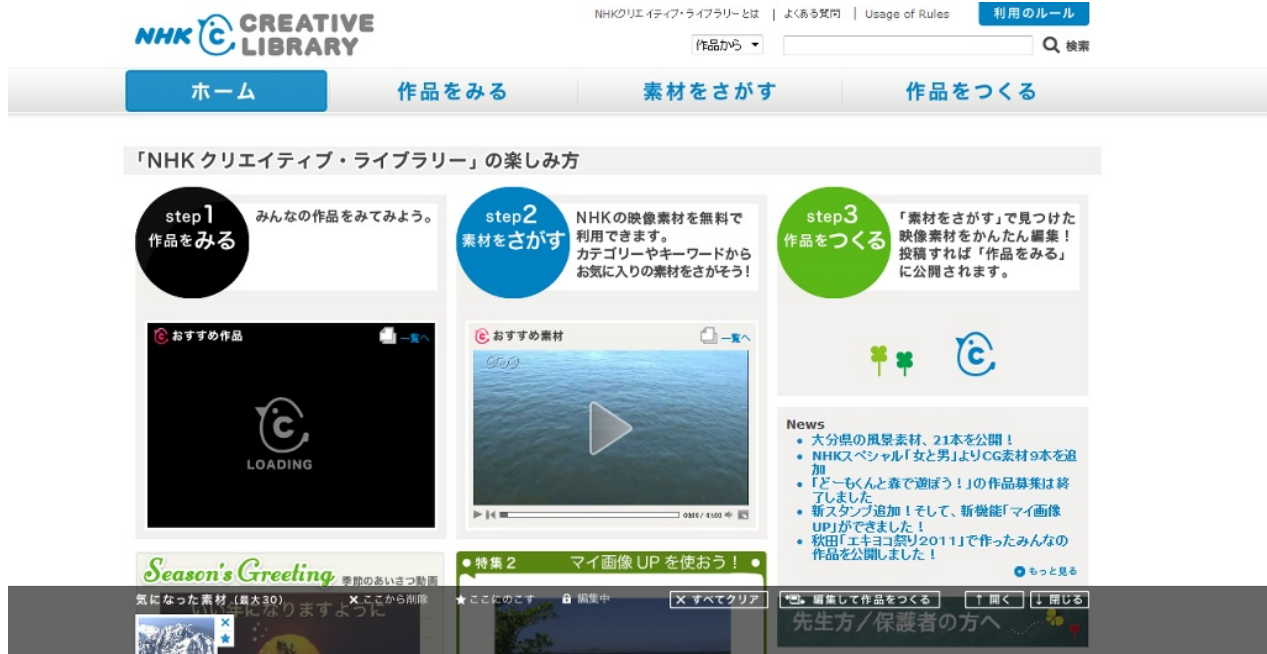 NHK CREATIVE LIBRARY
NHKクリエイティブ・ライブラリーとは | よくある質問 | Usage of Rules 利用のルール
作品から 検索
ホーム 作品をみる 素材をさがす 作品をつくる
「NHK クリエイティブ・ライブラリー」の楽しみ方
step1
作品をみる
みんなの作品をみてみよう。
おすすめ作品 一覧へ
C
LOADING
step2
素材をさがす
NHKの映像素材を無料で
利用できます。
カテゴリーやキーワードから
お気に入りの素材をさがそう!
おすすめ素材 一覧へ
NHK
step3
作品をつくる
「素材をさがす」で見つけた
映像素材をかんたん編集!
投稿すれば「作品をみる」
に公開されます。
C
News
大分県の風景素材、21本を公開!
NHKスペシャル「女と男」よりCG素材9本を追
加
「どーもくんと森で遊ぼう!」の作品募集は終
了しました
新スタンプ追加!そして、新機能「マイ画像
UP」ができました!
秋田「エキヨコ祭り2011」で作ったみんなの
作品を公開しました!
もっと見る
Season's Greeting 季節のあいさつ動画
いい年になりますように
特集2 マイ画像UPを使おう!
気になった素材 (最大30) ×ここから削除 ★ここにのこす 編集中 × すべてクリア 編集して作品をつくる ↑開く ↓閉じる
先生方/保護者の方へ